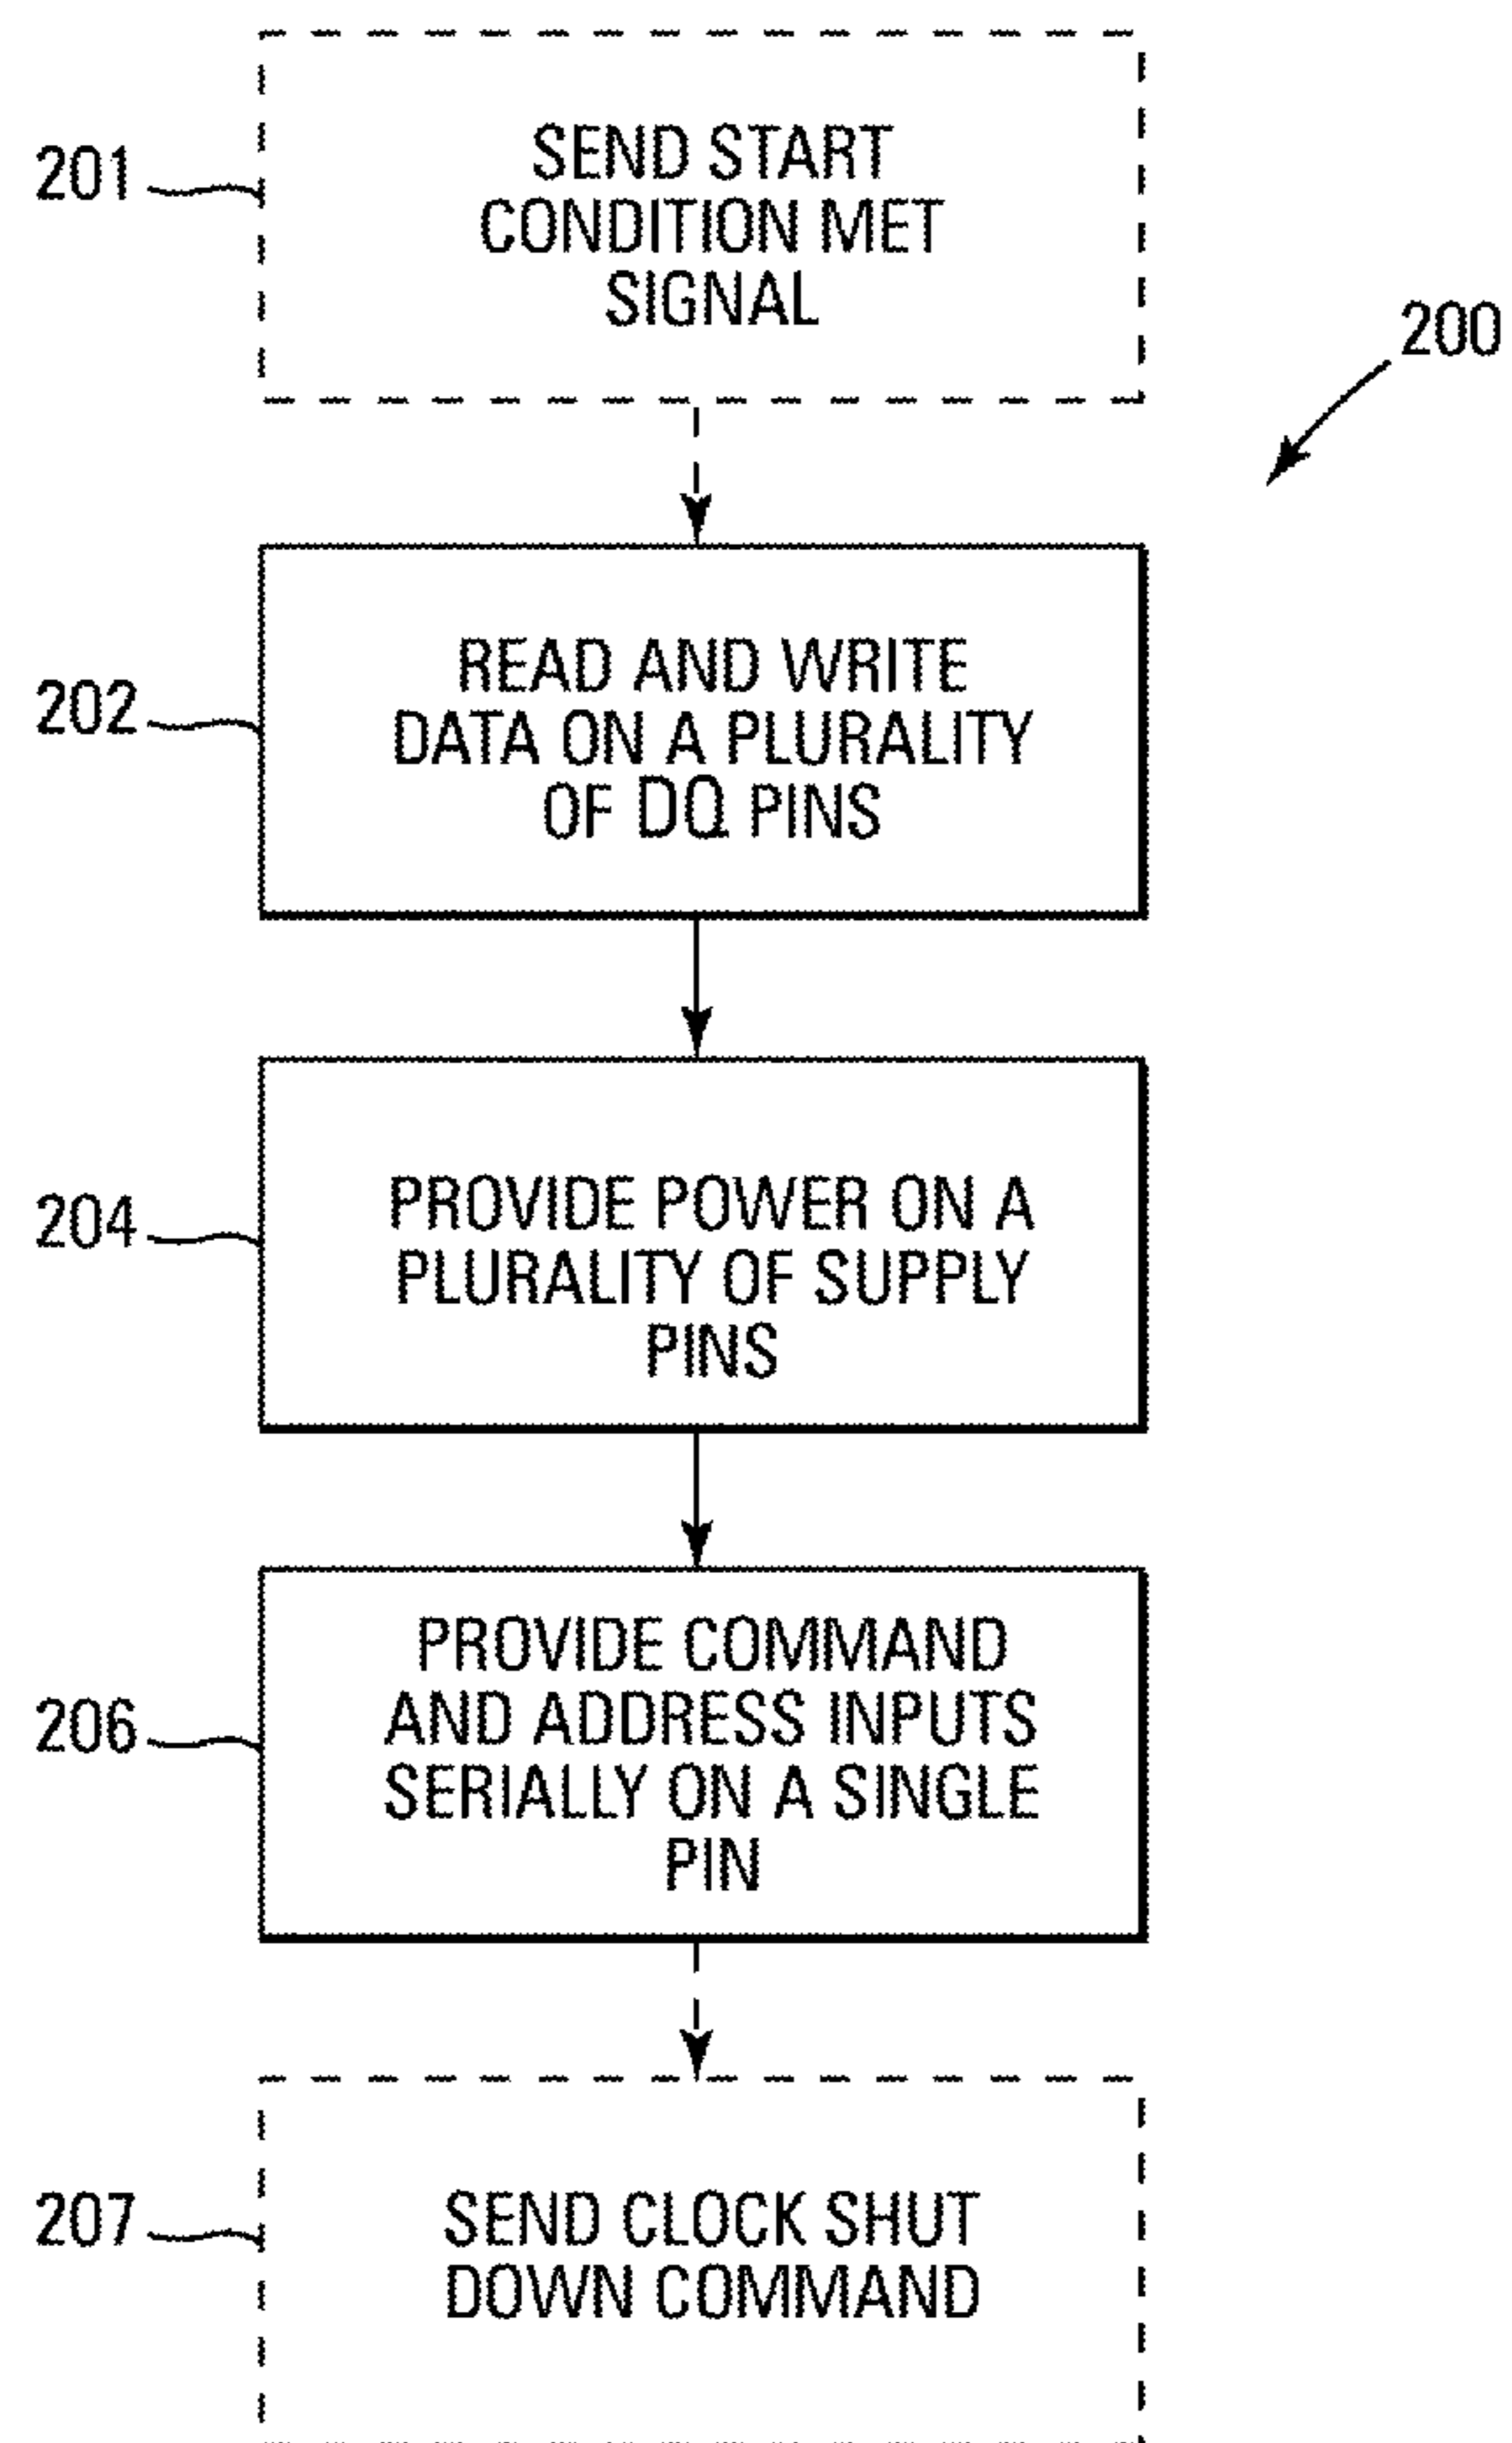 201
SEND START
CONDITION MET
SIGNAL
200
202
READ AND WRITE
DATA ON A PLURALITY
OF DQ PINS
204
PROVIDE POWER ON A
PLURALITY OF SUPPLY
PINS
206
PROVIDE COMMAND
AND ADDRESS INPUTS
SERIALLY ON A SINGLE
PIN
207
SEND CLOCK SHUT
DOWN COMMAND